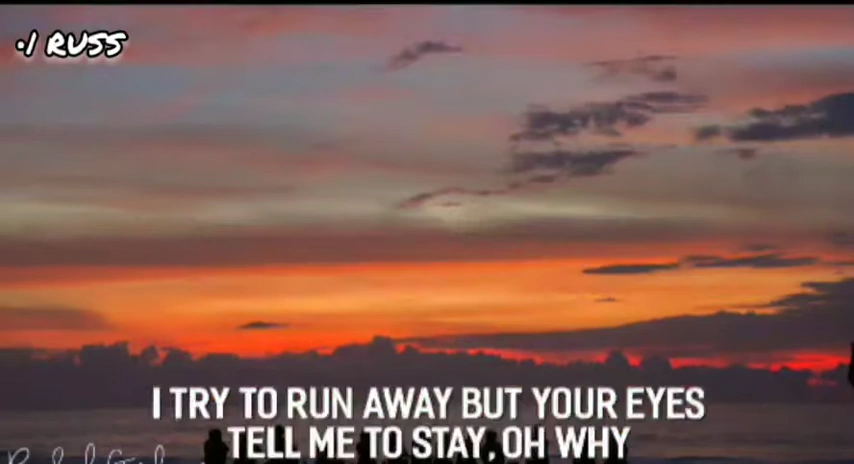 ·/ RUSS
I TRY TO RUN AWAY BUT YOUR EYES
TELL ME TO STAY, OH WHY